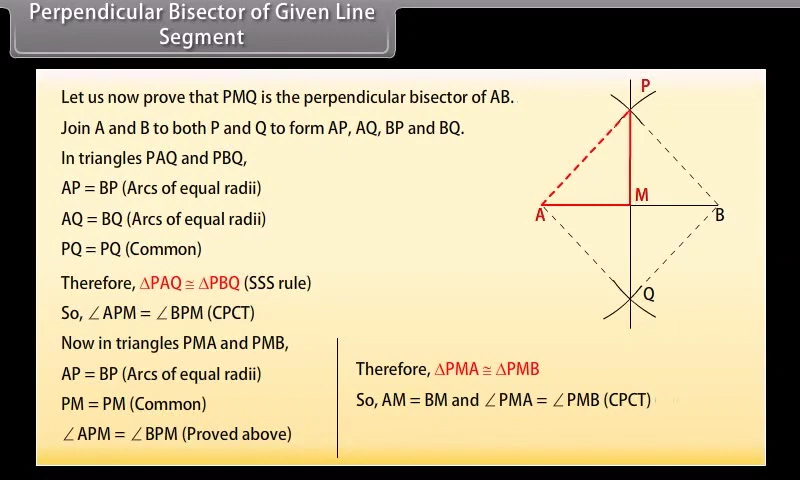 Perpendicular Bisector of Given Line
Segment
Let us now prove that PMQ is the perpendicular bisector of AB.
Join A and B to both P and Q to form AP, AQ, BP and BQ.
In triangles PAQ and PBQ,
AP = BP (Arcs of equal radii)
AQ = BQ (Arcs of equal radii)
PQ = PQ (Common)
Therefore, ΔPAQ ≅ ΔPBQ (SSS rule)
So, ∠APM = ∠BPM (CPCT)
Now in triangles PMA and PMB,
AP = BP (Arcs of equal radii)
PM = PM (Common)
∠APM = ∠BPM (Proved above)
Therefore, ΔPMA ≅ ΔPMB
So, AM = BM and ∠PMA = ∠PMB (CPCT)
P
M
A
B
Q